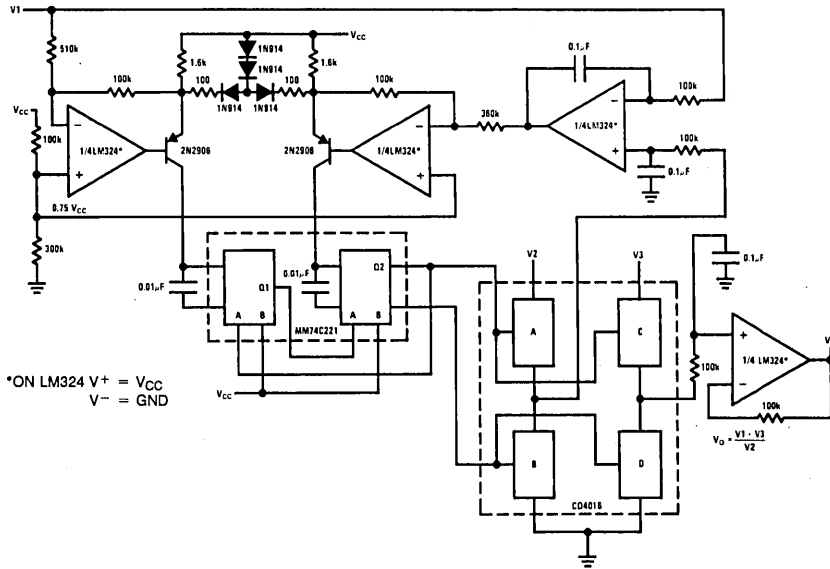 V1
510k
1.6k
VCC
1N914
1N914
1.6k
0.1µF
100k
100
100
100k
1N914
1N914
100k
VCC
100k
−
1/4LM324*
+
2N2906
2N2906
−
1/4LM324*
+
360k
−
1/4LM324*
+
100k
0.1µF
0.75 VCC
300k
0.01µF
Q1
A
B
0.01µF
Q2
A
B
MM74C221
VCC
V2
V3
A
C
B
D
CD4016
0.1µF
+
1/4 LM324*
−
100k
100k
V
VO = V1 · V3
V2
*ON LM324 V+ = VCC
V− = GND